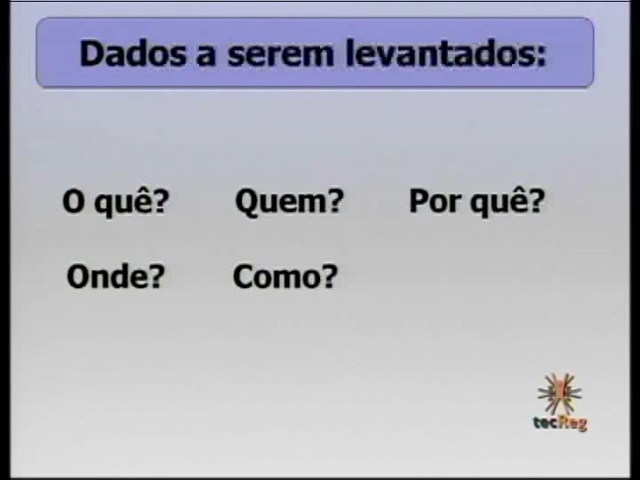 Dados a serem levantados:
O quê? Quem? Por quê?
Onde? Como?
tecReg